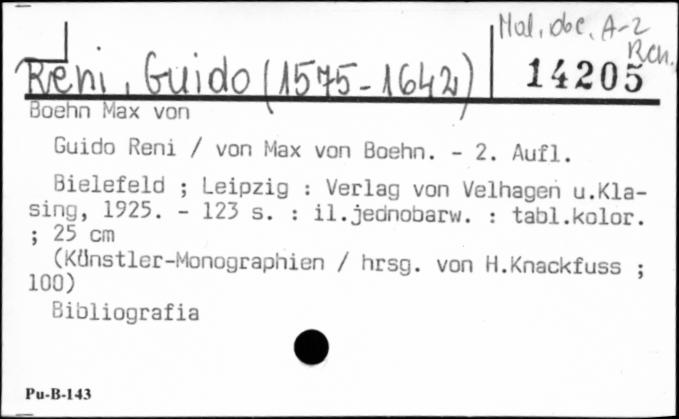 Mal. obc. A-Z
Ren.
Reni, Guido (1575-1642)
14205
Boehn Max von
Guido Reni / von Max von Boehn. - 2. Aufl.
Bielefeld ; Leipzig : Verlag von Velhagen u.Kla-
sing, 1925. - 123 s. : il.jednobarw. : tabl.kolor.
; 25 cm
(Künstler-Monographien / hrsg. von H.Knackfuss ;
100)
Bibliografia
Pu-B-143